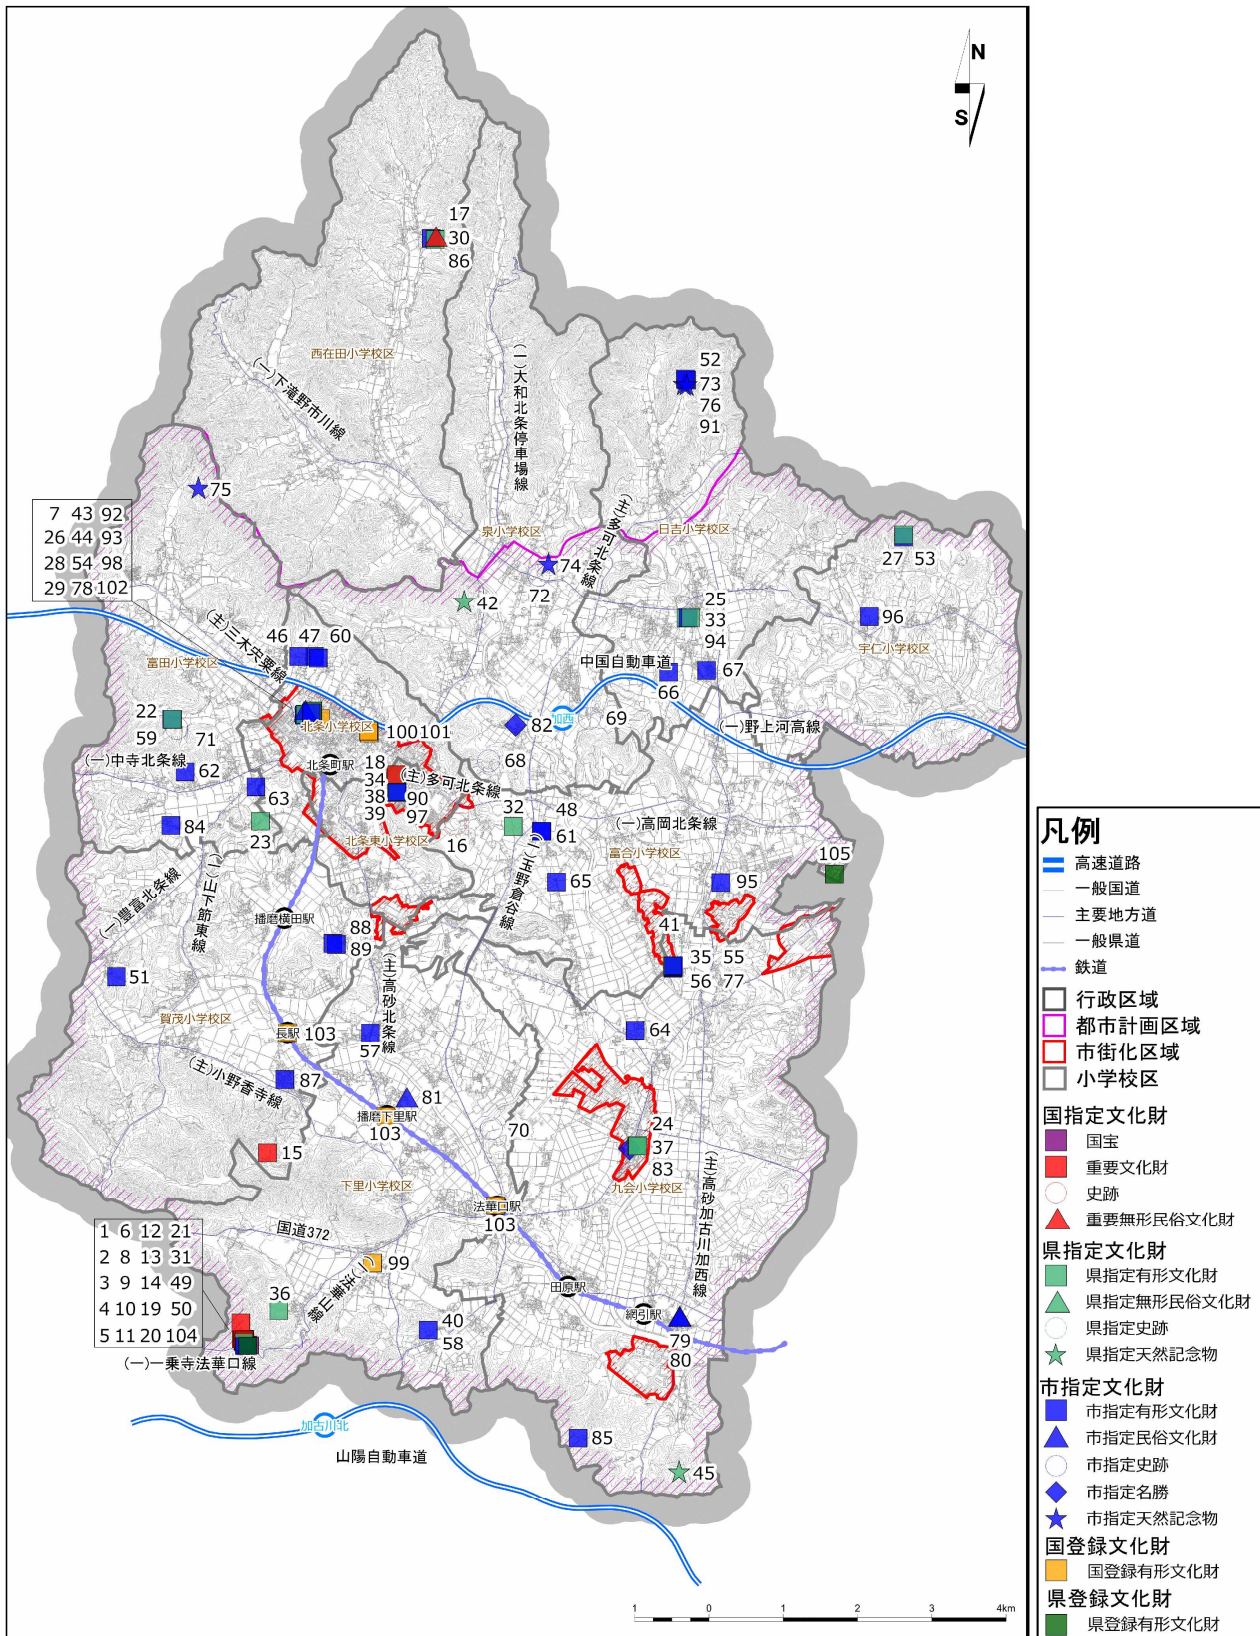 N
S
17
30
86
西在田小学校区
(一)下滝野市川線
(一)大和北条停車場線
52
73
76
91
75
7 43 92
26 44 93
28 54 98
29 78 102
泉小学校区
(主)多可北条線
日吉小学校区
74
72
42
27 53
25
33
94
96
宇仁小学校区
(主)三木宍粟線
46 47 60
富田小学校区
中国自動車道
66
67
69
(一)野上河高線
22
59
71
北条小学校区
100 101
82
加西
68
(一)中寺北条線
62
北条町駅
18
34
38
39
(主)多可北条線
90
97
63
84
23
北条東小学校区
16
32
48
61
(一)高岡北条線
富合小学校区
105
(一)玉野倉谷線
65
95
(一)豊富北条線
(一)山下節東線
播磨横田駅
88
89
41
35 55
56 77
51
(主)高砂北条線
賀茂小学校区
長駅
103
57
64
(主)小野香寺線
87
81
播磨下里駅
103
70
24
37
83
九会小学校区
15
下里小学校区
(主)高砂加古川加西線
法華口駅
103
国道372
1 6 12 21
2 8 13 31
3 9 14 49
4 10 19 50
5 11 20 104
99
(一)法華山線
田原駅
36
網引駅
40
58
79
80
(一)一乗寺法華口線
加古川北
山陽自動車道
85
45
1 0 1 2 3 4km
凡例
高速道路
一般国道
主要地方道
一般県道
鉄道
行政区域
都市計画区域
市街化区域
小学校区
国指定文化財
国宝
重要文化財
史跡
重要無形民俗文化財
県指定文化財
県指定有形文化財
県指定無形民俗文化財
県指定史跡
県指定天然記念物
市指定文化財
市指定有形文化財
市指定民俗文化財
市指定史跡
市指定名勝
市指定天然記念物
国登録文化財
国登録有形文化財
県登録文化財
県登録有形文化財